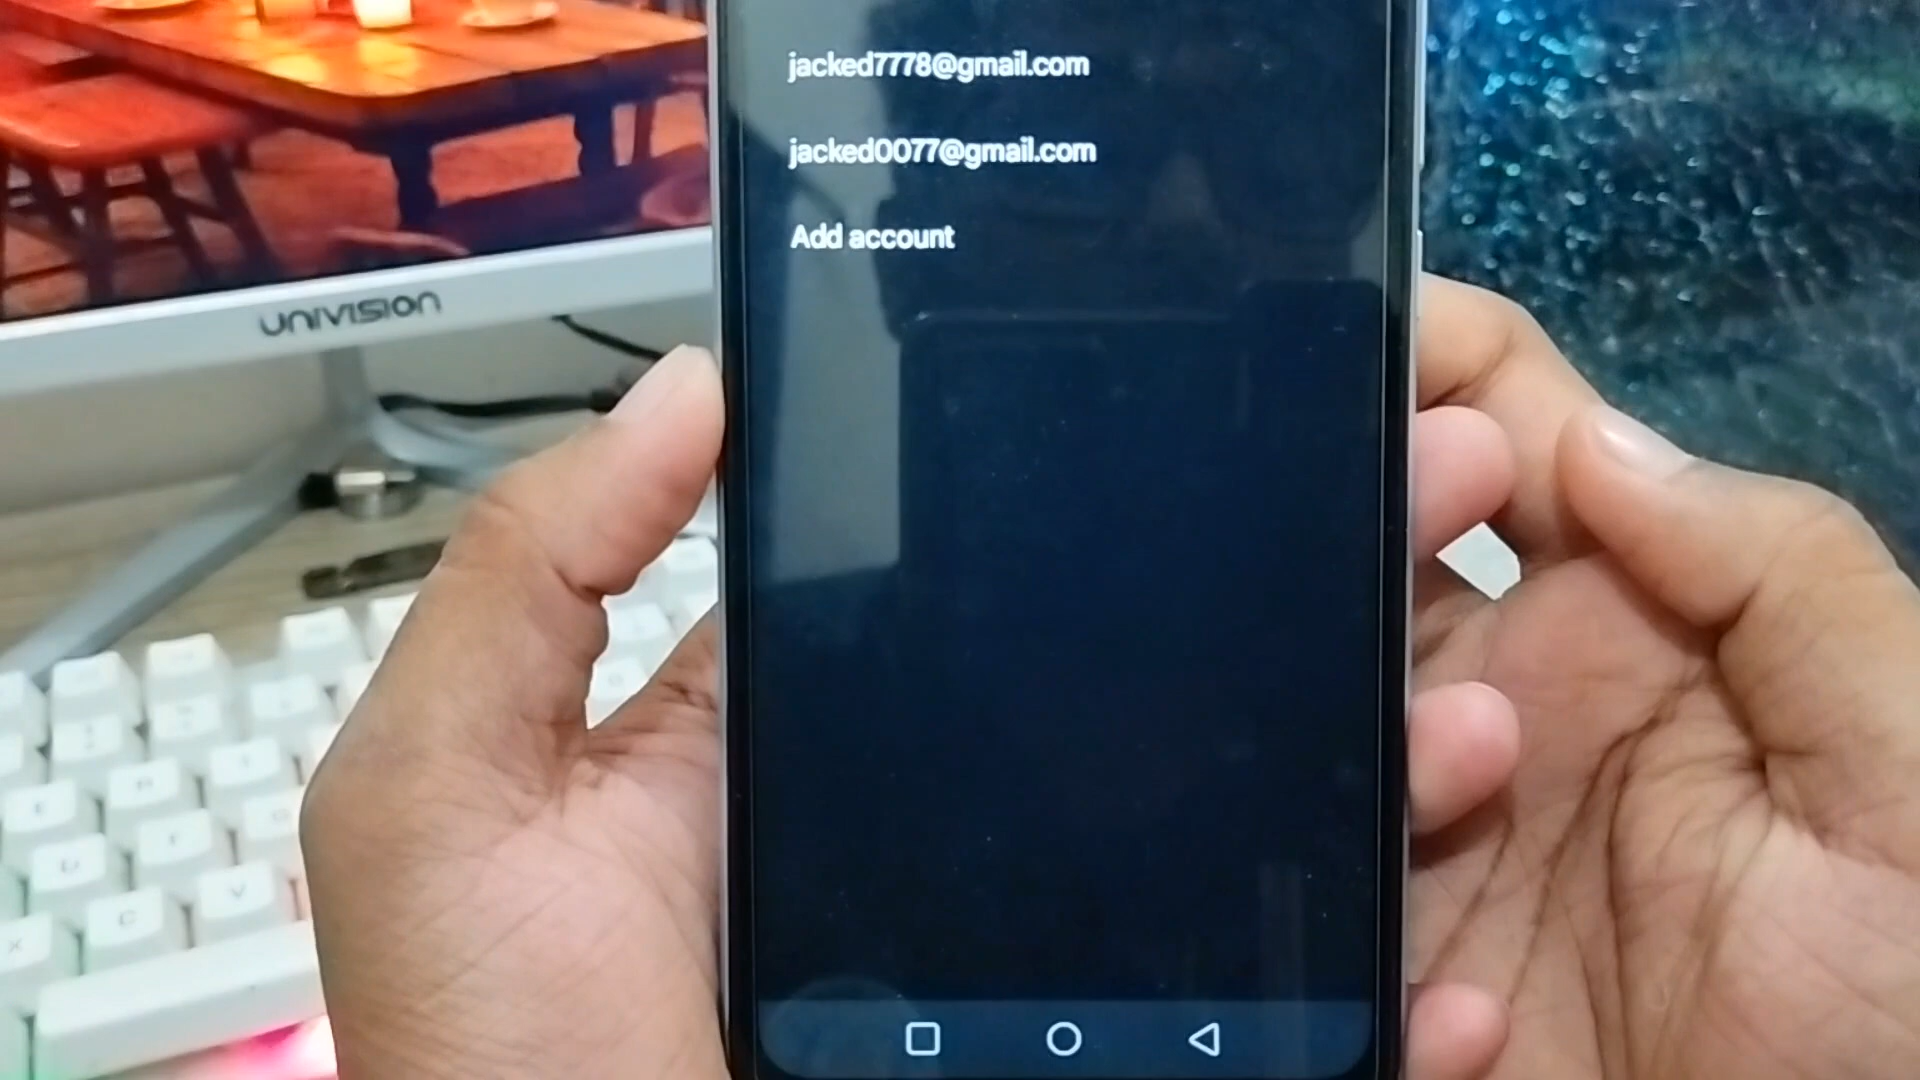 jacked7778@gmail.com
jacked0077@gmail.com
Add account
UNIVISION
V
C
X